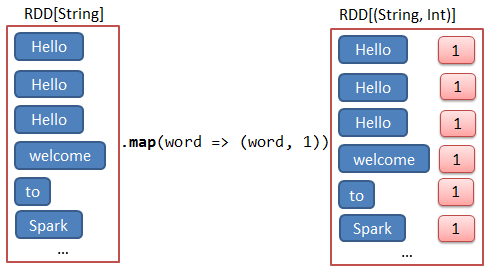 RDD[String]
Hello
Hello
Hello
welcome
to
Spark
...
.map(word => (word, 1))
RDD[(String, Int)]
Hello 1
Hello 1
Hello 1
welcome 1
to 1
Spark 1
...